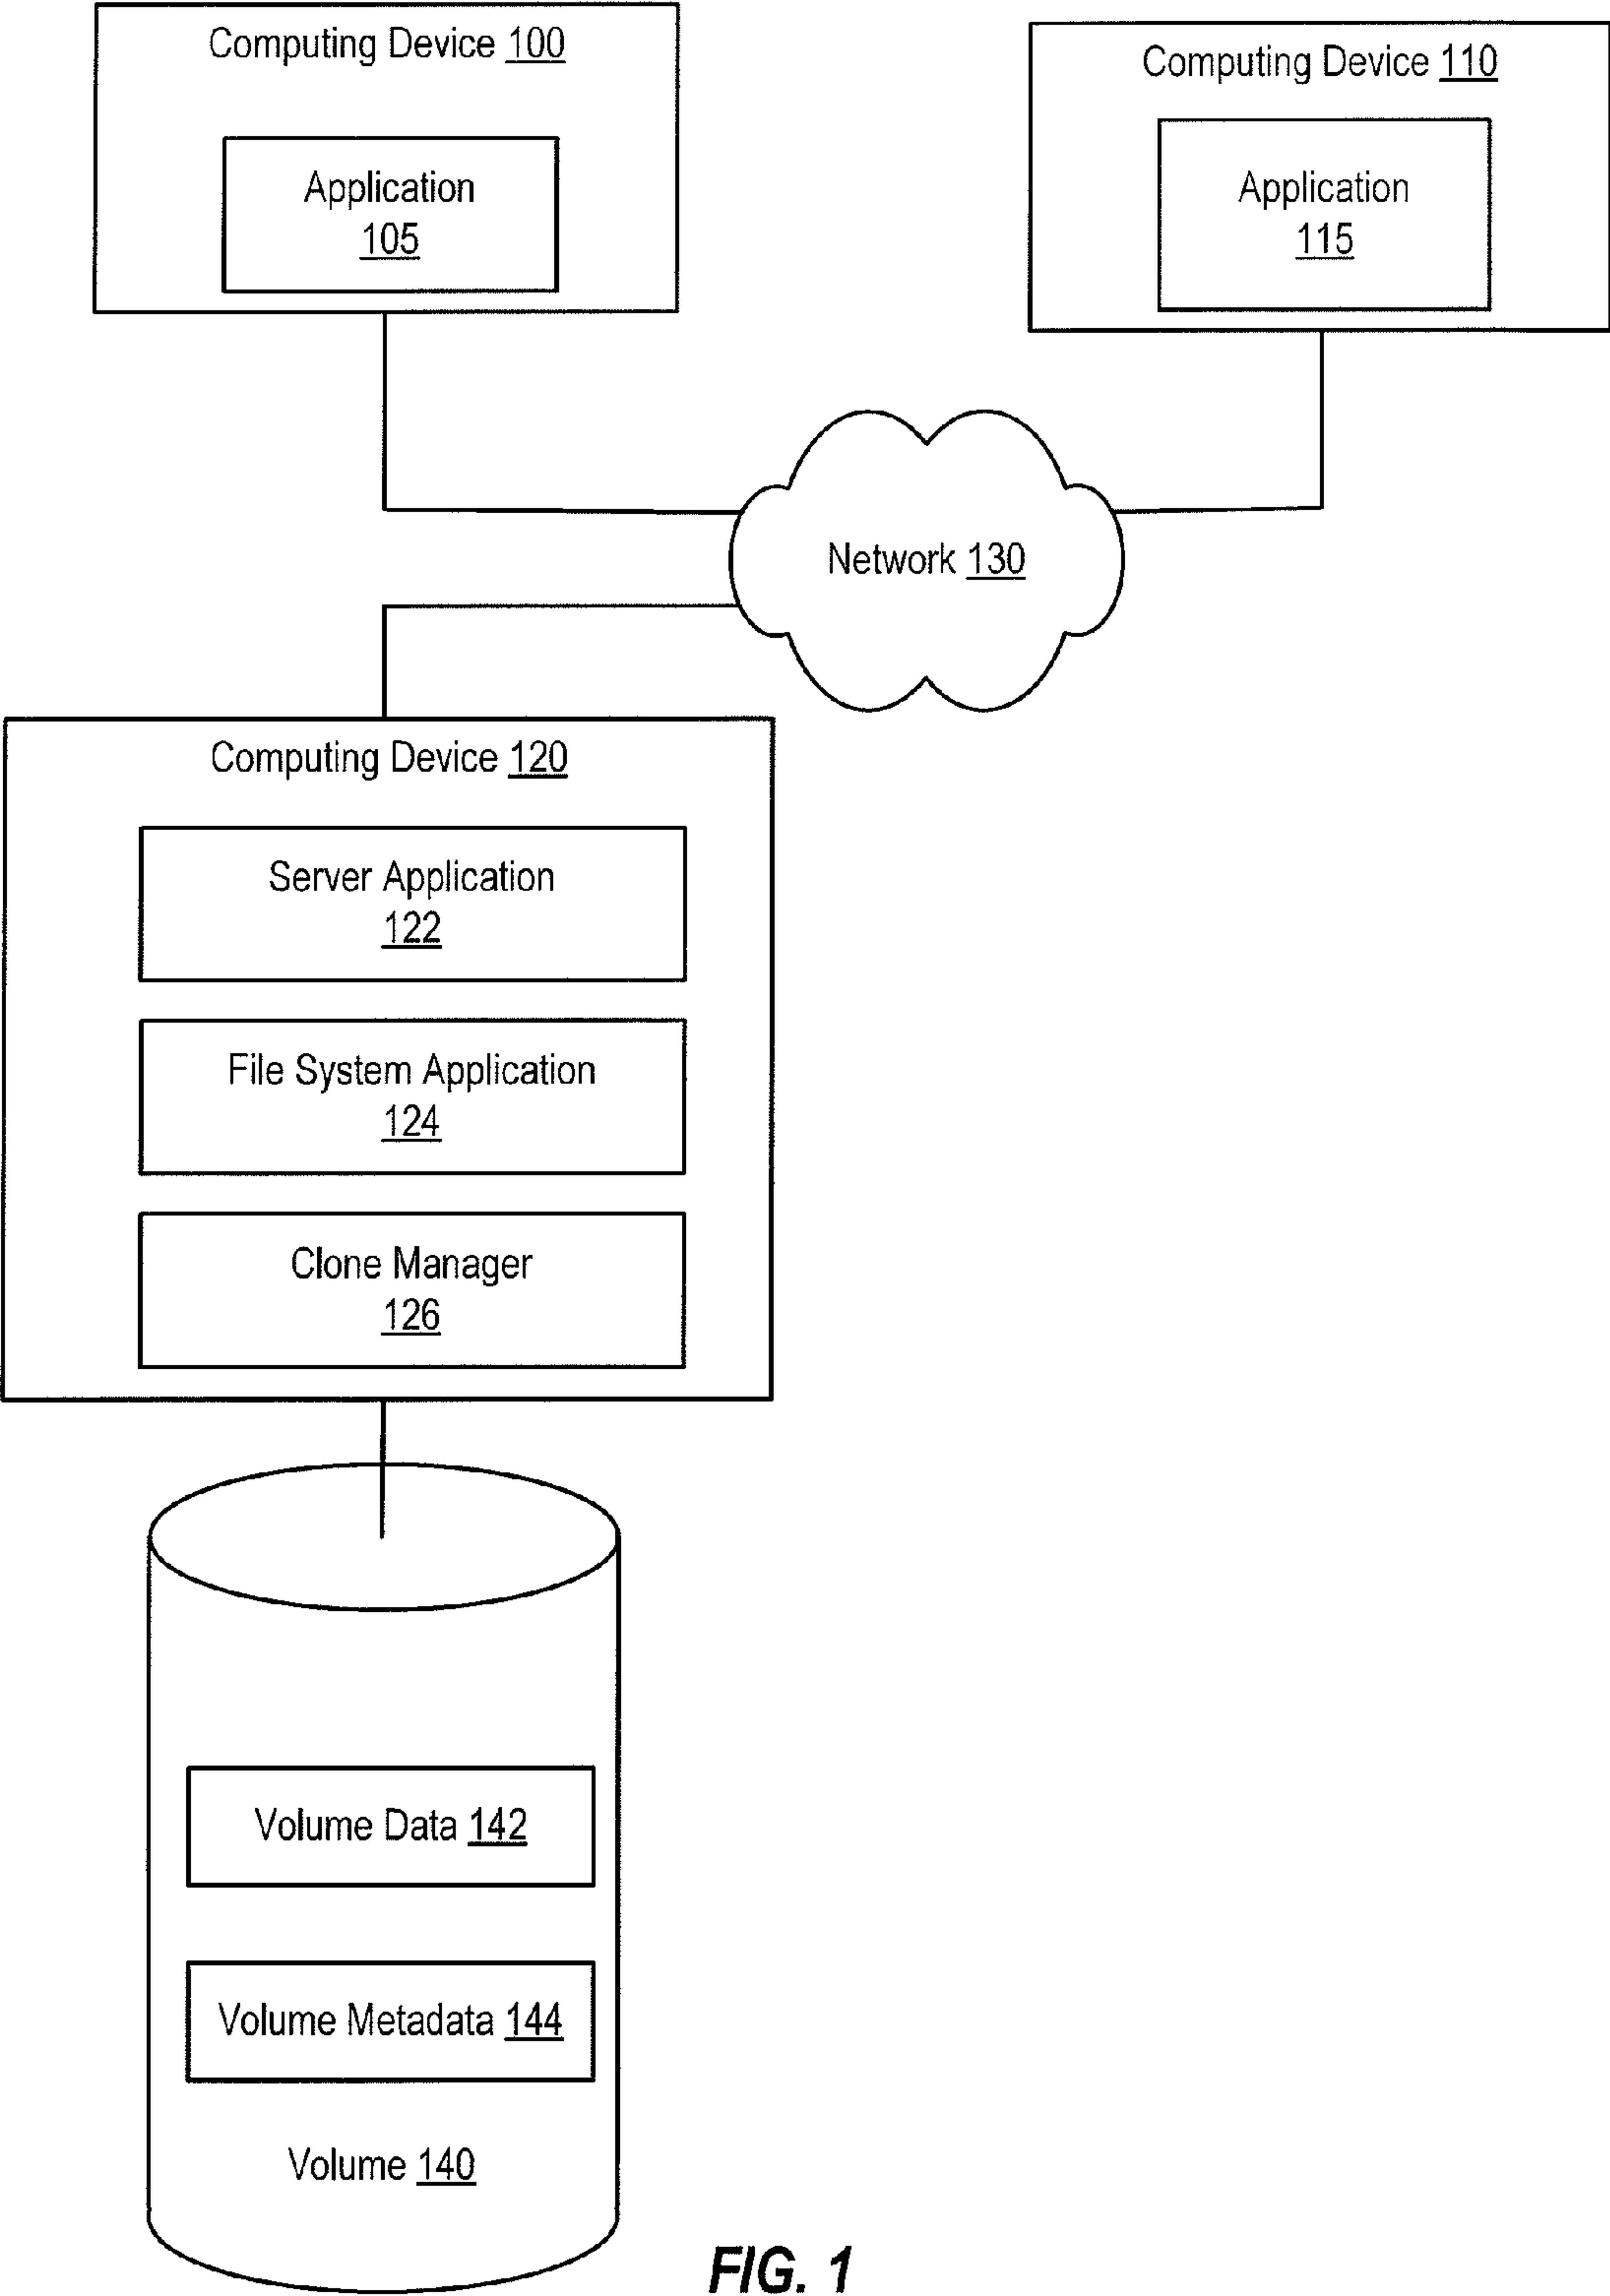 Computing Device 100
Application
105
Computing Device 110
Application
115
Network 130
Computing Device 120
Server Application
122
File System Application
124
Clone Manager
126
Volume Data 142
Volume Metadata 144
Volume 140
FIG. 1